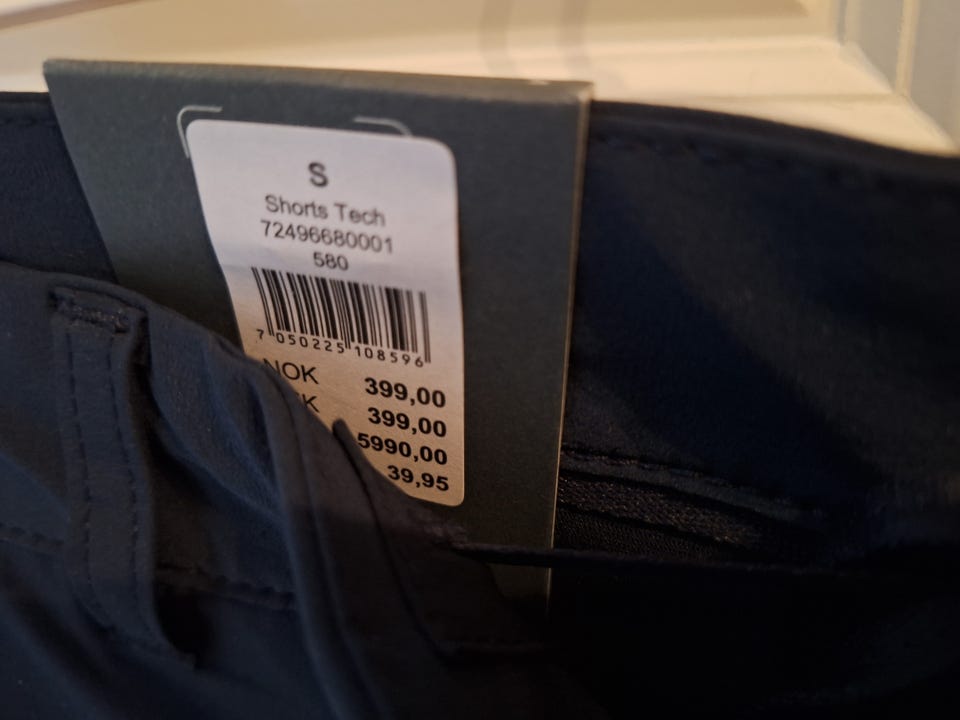 S
Shorts Tech
72496680001
580
7 050225 108596
NOK 399,00
K 399,00
5990,00
39,95